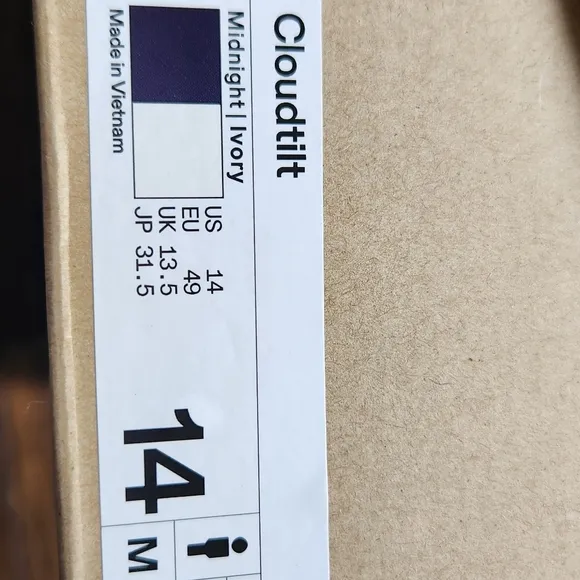 Cloudtilt
Midnight | Ivory
Made in Vietnam
US 14
EU 49
UK 13.5
JP 31.5
14
M